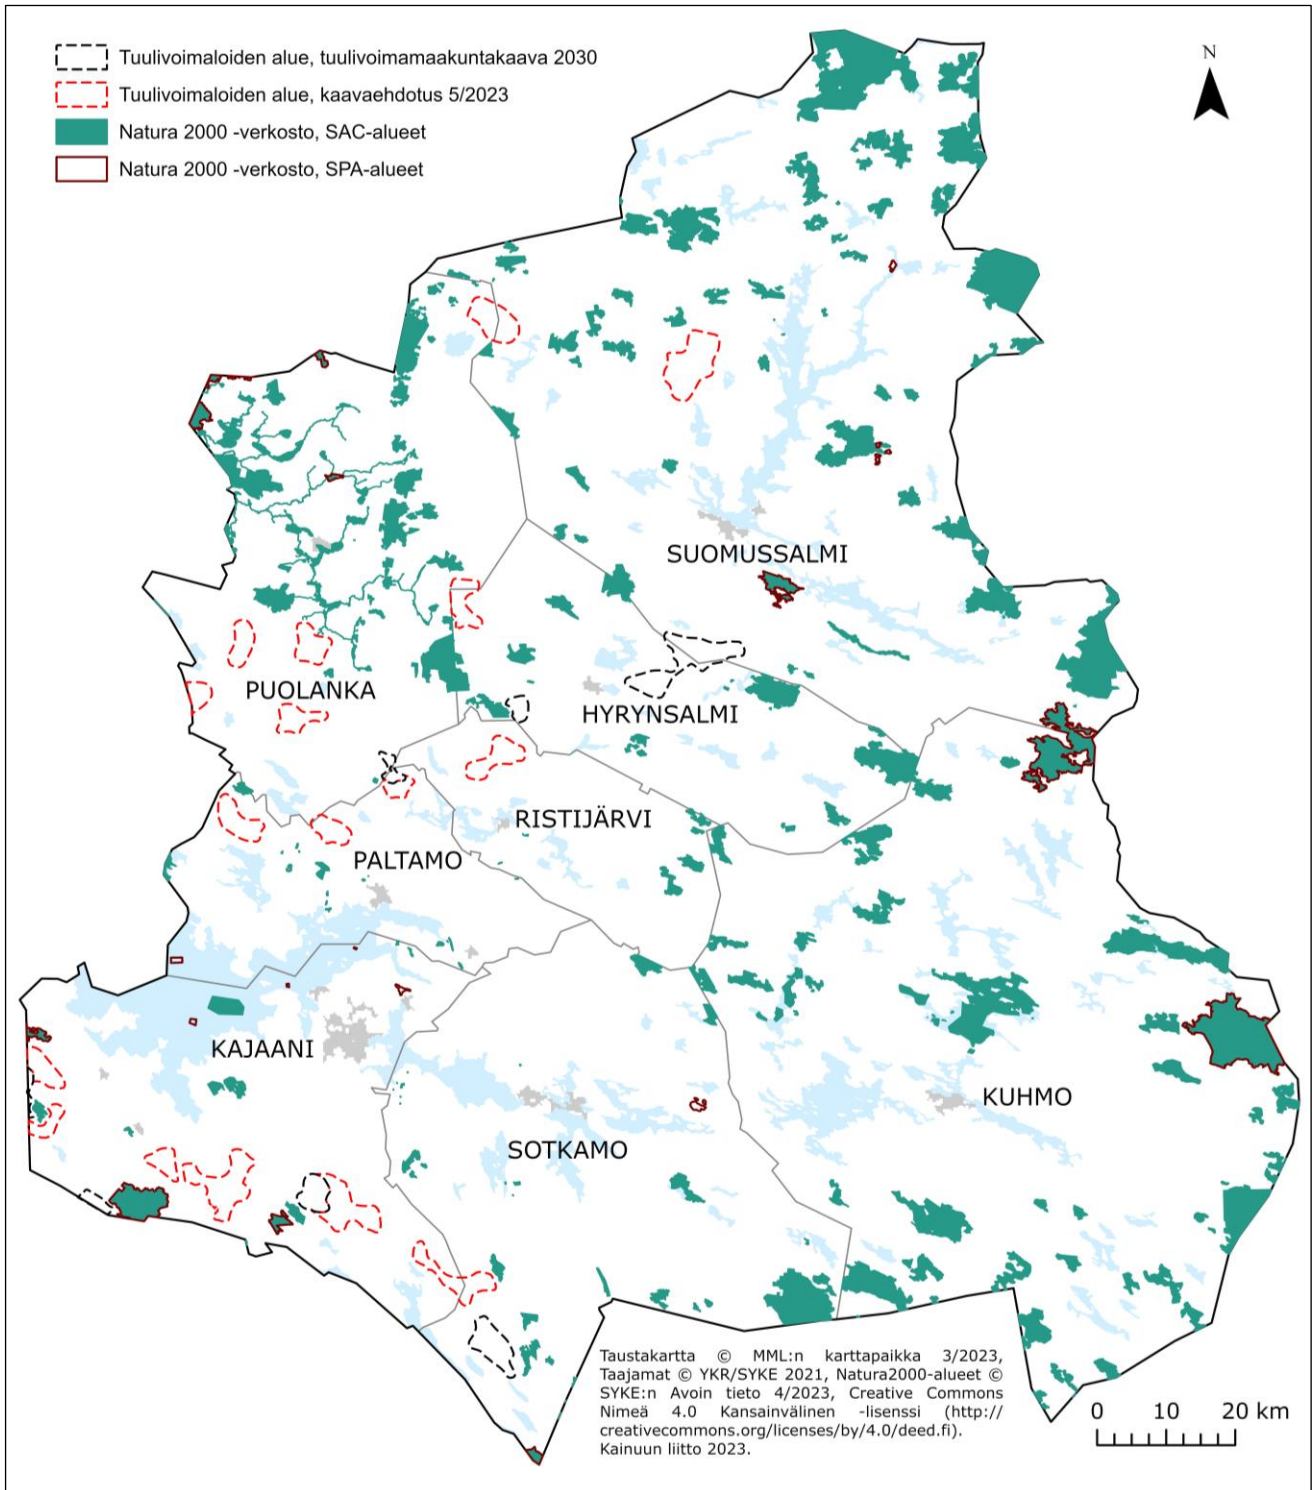 Tuulivoimaloiden alue, tuulivoimamaakuntakaava 2030
Tuulivoimaloiden alue, kaavaehdotus 5/2023
Natura 2000 -verkosto, SAC-alueet
Natura 2000 -verkosto, SPA-alueet
N
SUOMUSSALMI
PUOLANKA
HYRYNSALMI
RISTIJÄRVI
PALTAMO
KAJAANI
KUHMO
SOTKAMO
Taustakartta © MML:n karttapaikka 3/2023,
Taajamat © YKR/SYKE 2021, Natura2000-alueet ©
SYKE:n Avoin tieto 4/2023, Creative Commons
Nimeä 4.0 Kansainvälinen -lisenssi (http://
creativecommons.org/licenses/by/4.0/deed.fi).
Kainuun liitto 2023.
0 10 20 km